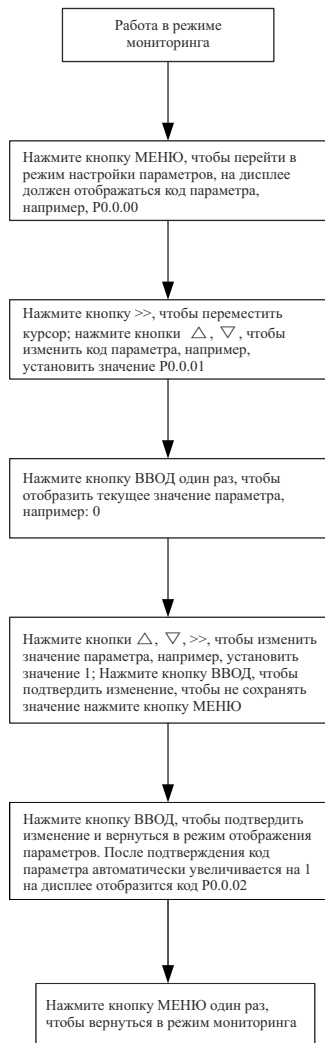 Работа в режиме
мониторинга
Нажмите кнопку МЕНЮ, чтобы перейти в
режим настройки параметров, на дисплее
должен отображаться код параметра,
например, P0.0.00
Нажмите кнопку >>, чтобы переместить
курсор; нажмите кнопки △, ▽, чтобы
изменить код параметра, например,
установить значение P0.0.01
Нажмите кнопку ВВОД один раз, чтобы
отобразить текущее значение параметра,
например: 0
Нажмите кнопки △, ▽, >>, чтобы изменить
значение параметра, например, установить
значение 1; Нажмите кнопку ВВОД, чтобы
подтвердить изменение, чтобы не сохранять
значение нажмите кнопку МЕНЮ
Нажмите кнопку ВВОД, чтобы подтвердить
изменение и вернуться в режим отображения
параметров. После подтверждения код
параметра автоматически увеличивается на 1
на дисплее отобразится код P0.0.02
Нажмите кнопку МЕНЮ один раз,
чтобы вернуться в режим мониторинга